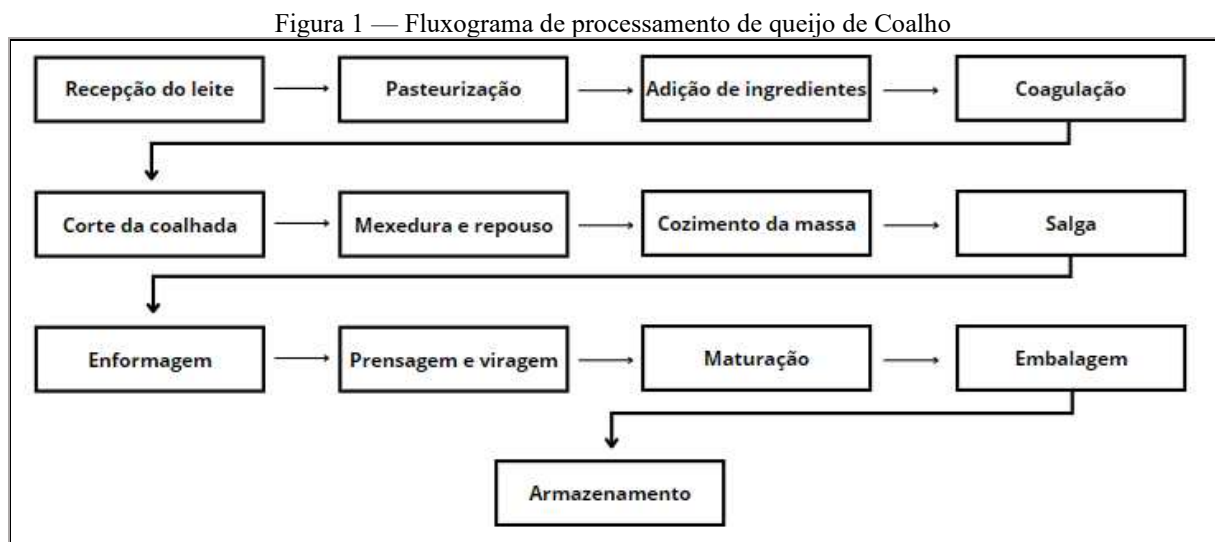 Figura 1 — Fluxograma de processamento de queijo de Coalho
Recepção do leite
Pasteurização
Adição de ingredientes
Coagulação
Corte da coalhada
Mexedura e repouso
Cozimento da massa
Salga
Enformagem
Prensagem e viragem
Maturação
Embalagem
Armazenamento